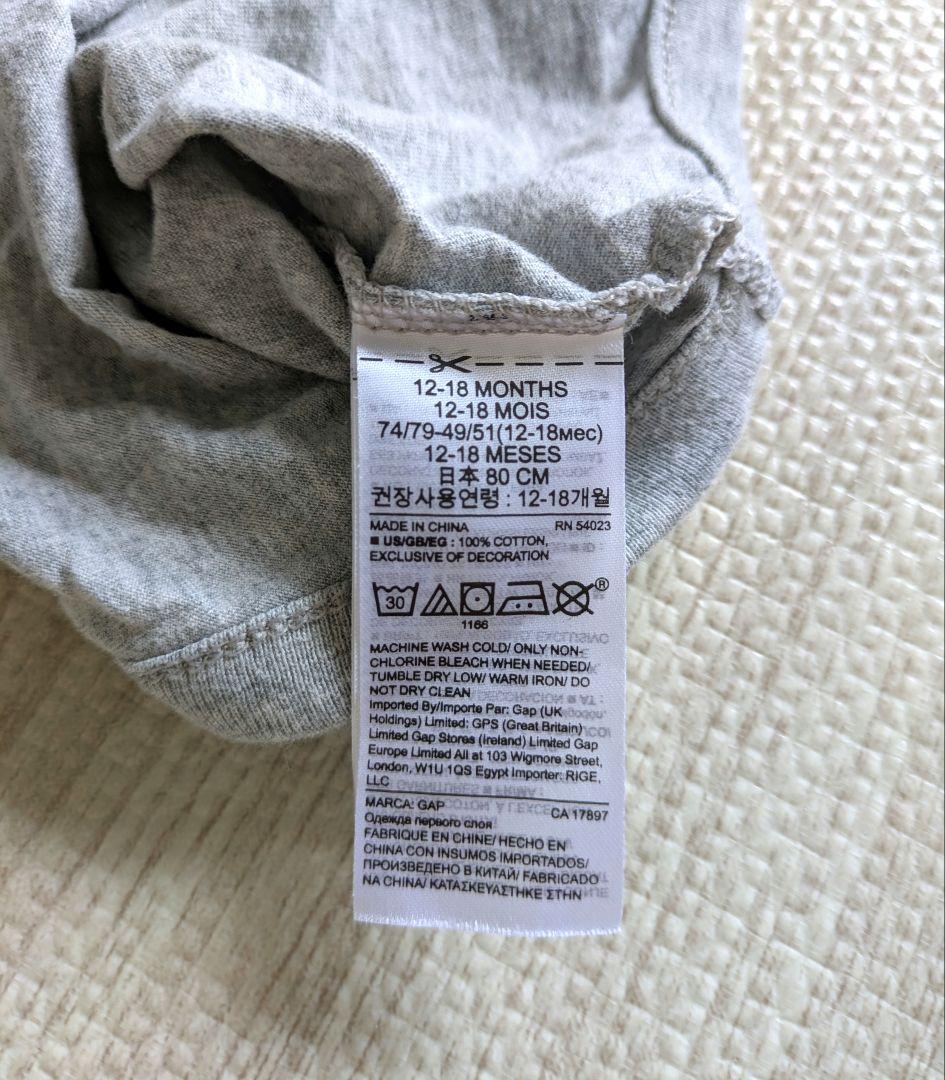 12-18 MONTHS
12-18 MOIS
74/79-49/51(12-18мес)
12-18 MESES
日本 80 CM
권장사용연령 : 12-18개월
MADE IN CHINA RN 54023
■ US/GB/EG : 100% COTTON,
EXCLUSIVE OF DECORATION
30
®
1166
MACHINE WASH COLD/ ONLY NON-
CHLORINE BLEACH WHEN NEEDED/
TUMBLE DRY LOW/ WARM IRON/ DO
NOT DRY CLEAN
Imported By/Importe Par: Gap (UK
Holdings) Limited: GPS (Great Britain)
Limited Gap Stores (Ireland) Limited Gap
Europe Limited All at 103 Wigmore Street,
London, W1U 1QS Egypt Importer: RIGE,
LLC
MARCA: GAP CA 17897
Одежда первого слоя
FABRIQUE EN CHINE/ HECHO EN
CHINA CON INSUMOS IMPORTADOS/
ПРОИЗВЕДЕНО В КИТАЙ/ FABRICADO
NA CHINA/ ΚΑΤΑΣΚΕΥΑΣΤΗΚΕ ΣΤΗΝ